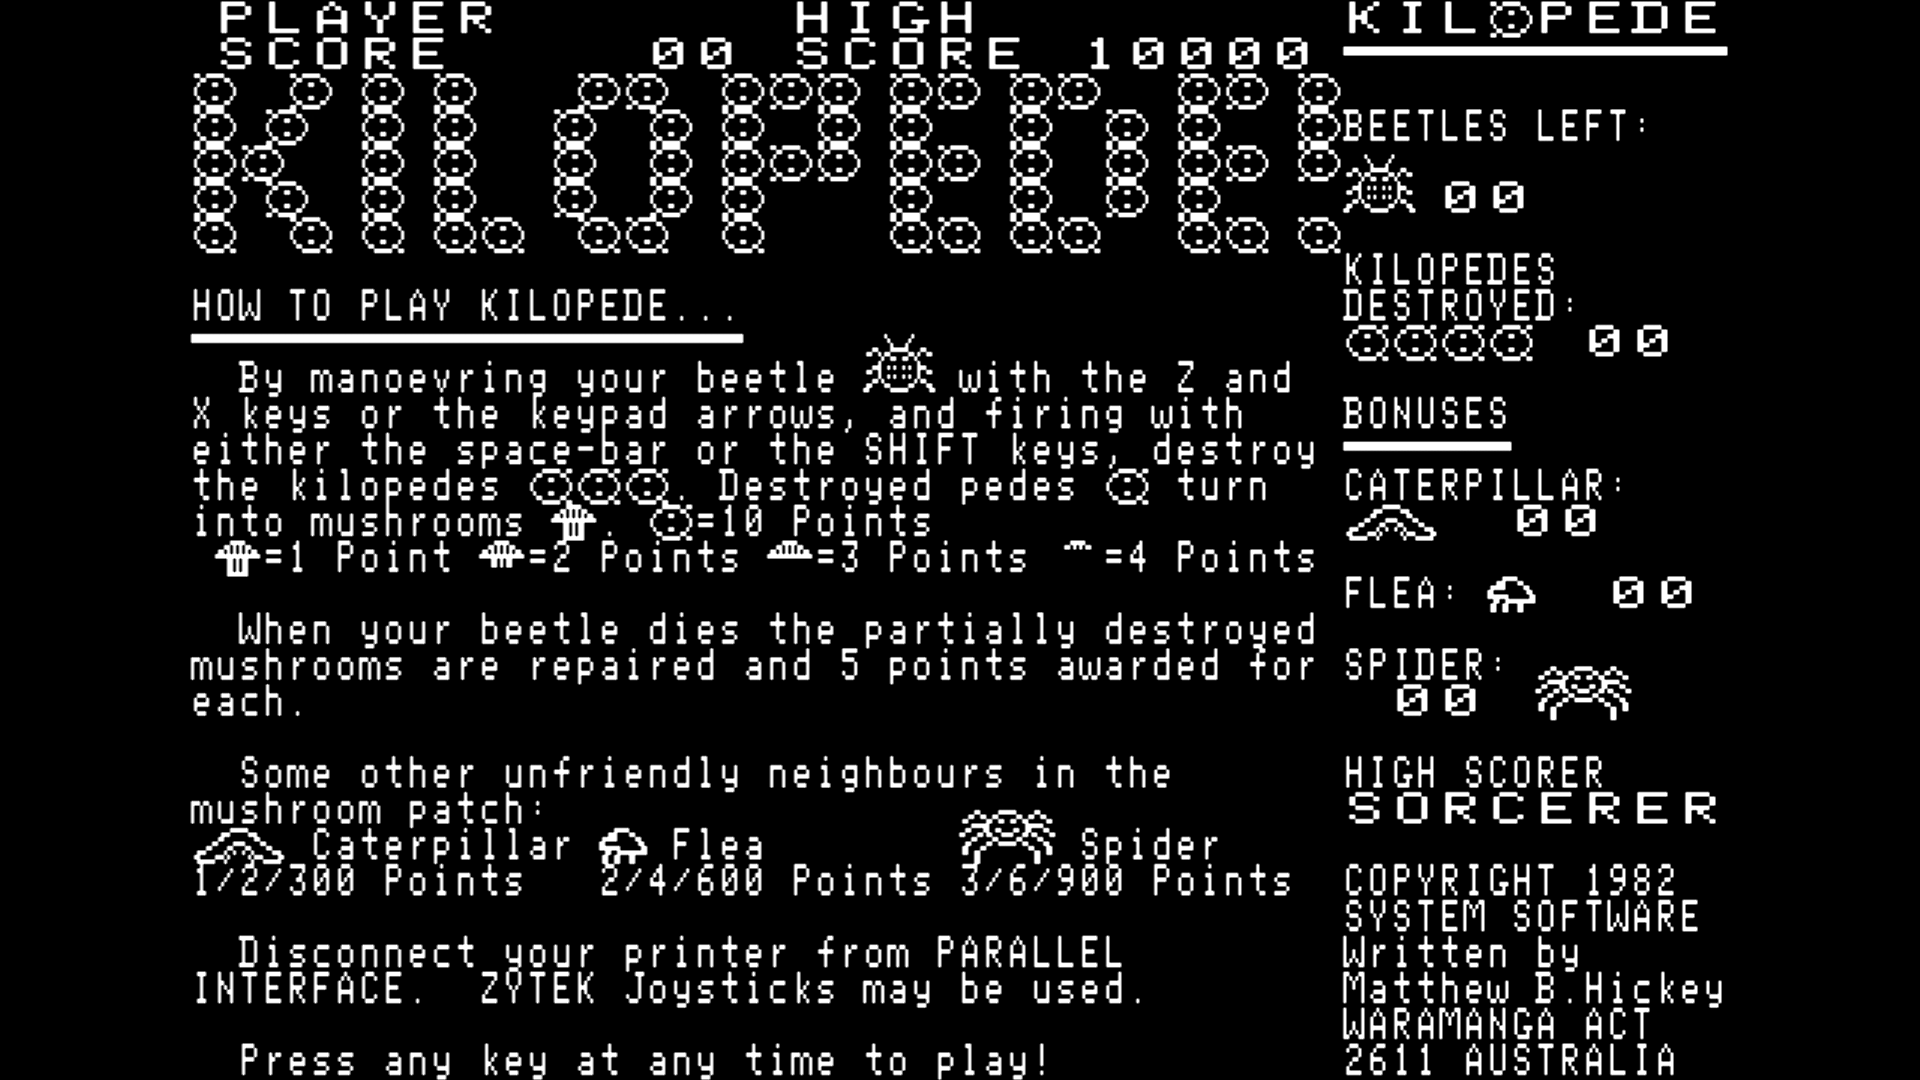 PLAYER
SCORE 00
HIGH
SCORE 10000
KILOPEDE
HOW TO PLAY KILOPEDE...
By manoevring your beetle with the Z and
X keys or the keypad arrows, and firing with
either the space-bar or the SHIFT keys, destroy
the kilopedes . Destroyed pedes turn
into mushrooms . =10 Points
=1 Point =2 Points =3 Points =4 Points
When your beetle dies the partially destroyed
mushrooms are repaired and 5 points awarded for
each.
Some other unfriendly neighbours in the
mushroom patch:
Caterpillar Flea Spider
1/2/300 Points 2/4/600 Points 3/6/900 Points
Disconnect your printer from PARALLEL
INTERFACE. ZYTEK Joysticks may be used.
Press any key at any time to play!
KILOPEDE
BEETLES LEFT:
00
KILOPEDES
DESTROYED:
00
BONUSES
CATERPILLAR:
00
FLEA: 00
SPIDER:
00
HIGH SCORER
SORCERER
COPYRIGHT 1982
SYSTEM SOFTWARE
Written by
Matthew B.Hickey
WARAMANGA ACT
2611 AUSTRALIA